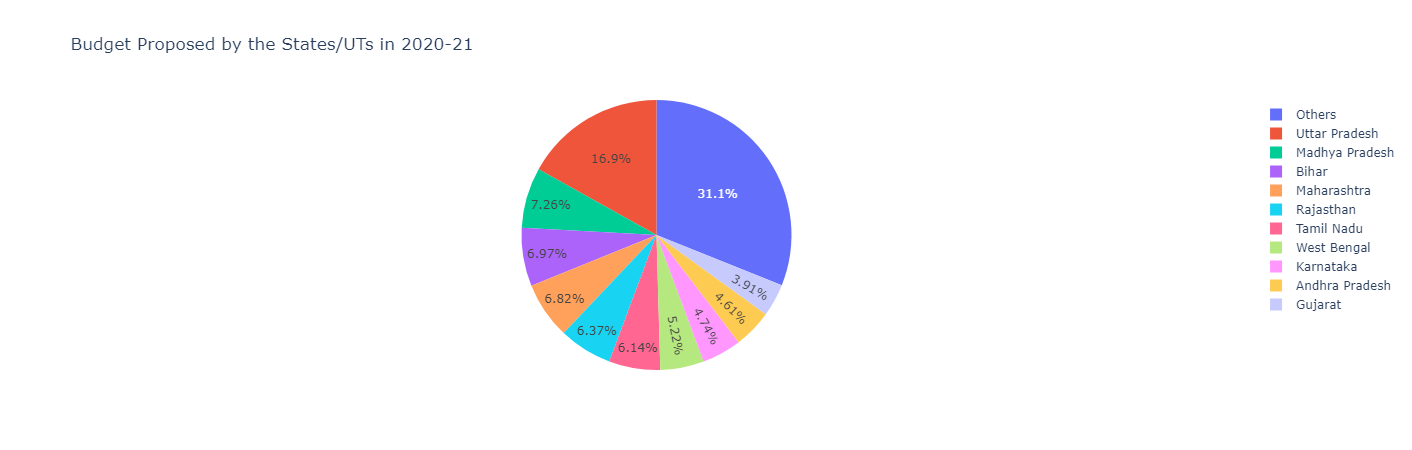 Budget Proposed by the States/UTs in 2020-21
16.9%
31.1%
7.26%
6.97%
6.82%
6.37%
6.14%
5.22%
4.74%
4.61%
3.91%
Others
Uttar Pradesh
Madhya Pradesh
Bihar
Maharashtra
Rajasthan
Tamil Nadu
West Bengal
Karnataka
Andhra Pradesh
Gujarat